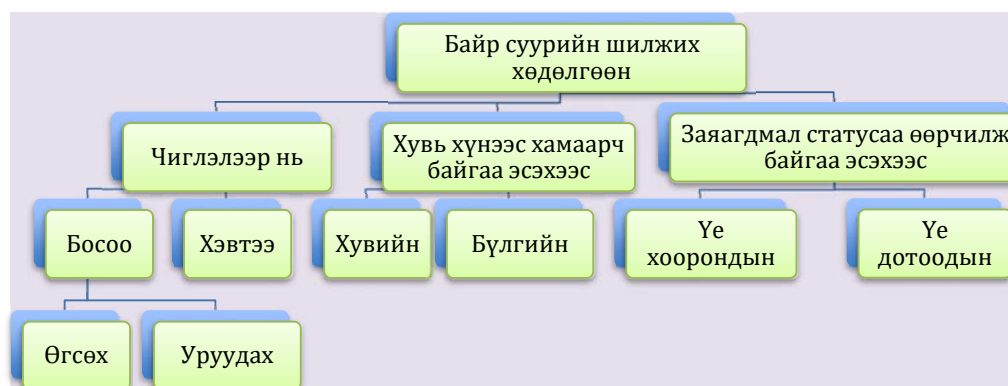 Байр суурийн шилжих
хөдөлгөөн
Чиглэлээр нь
Хувь хүнээс хамаарч
байгаа эсэхээс
Заяагдмал статусаа өөрчилж
байгаа эсэхээс
Босоо
Хэвтээ
Хувийн
Бүлгийн
Үе
хоорондын
Үе
дотоодын
Өгсөх
Уруудах